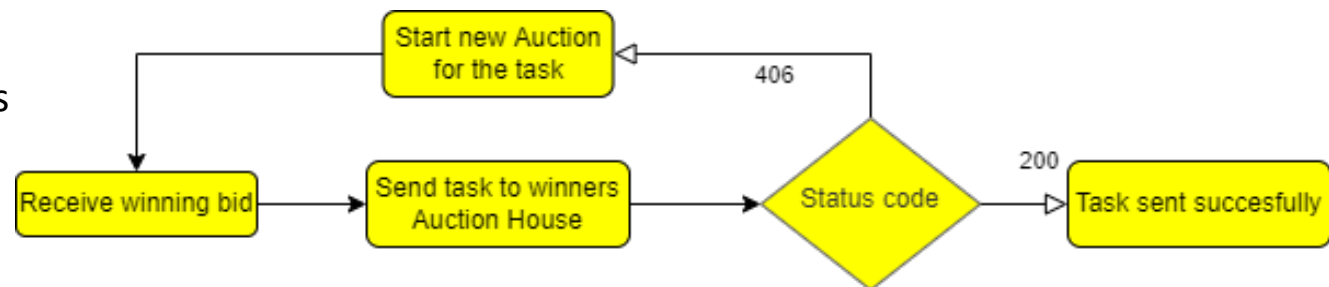 Start new Auction
for the task
406
s
200
Receive winning bid
Send task to winners
Auction House
Status code
Task sent succesfully